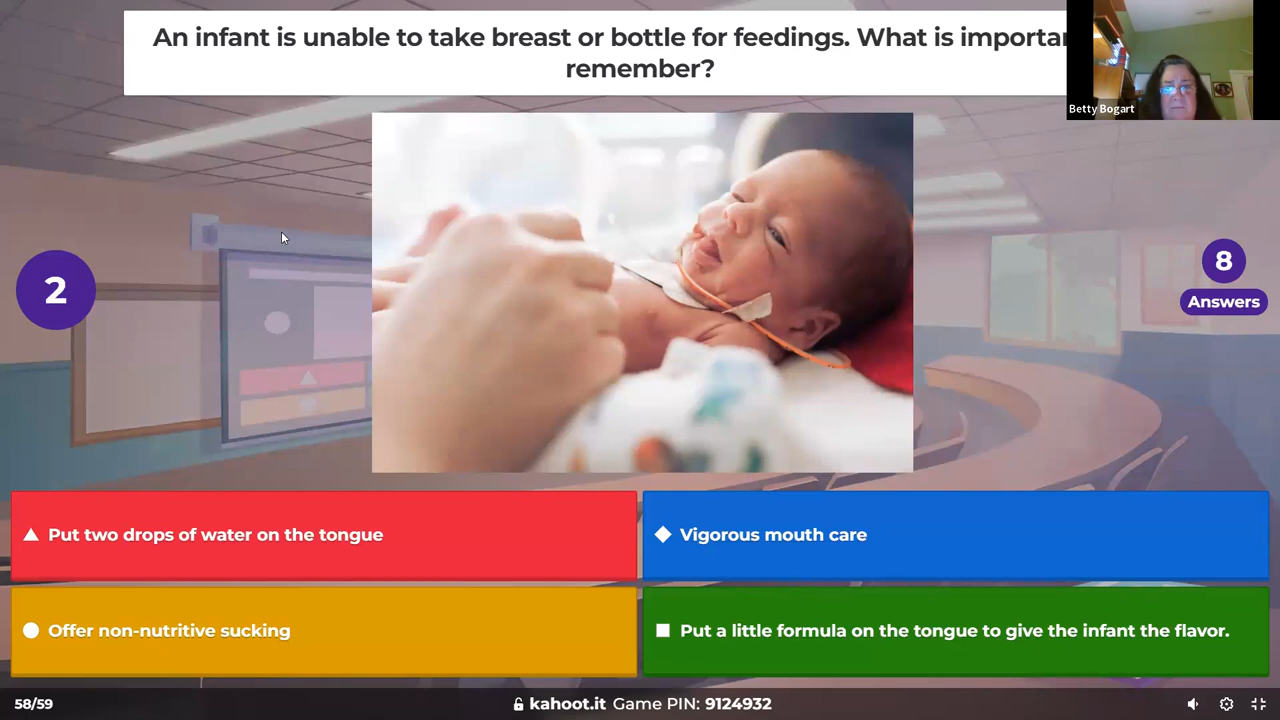 An infant is unable to take breast or bottle for feedings. What is
remember?
Betty Bogart
2
8
Answers
▲ Put two drops of water on the tongue
◆ Vigorous mouth care
● Offer non-nutritive sucking
■ Put a little formula on the tongue to give the infant the flavor.
58/59
kahoot.it Game PIN: 9124932